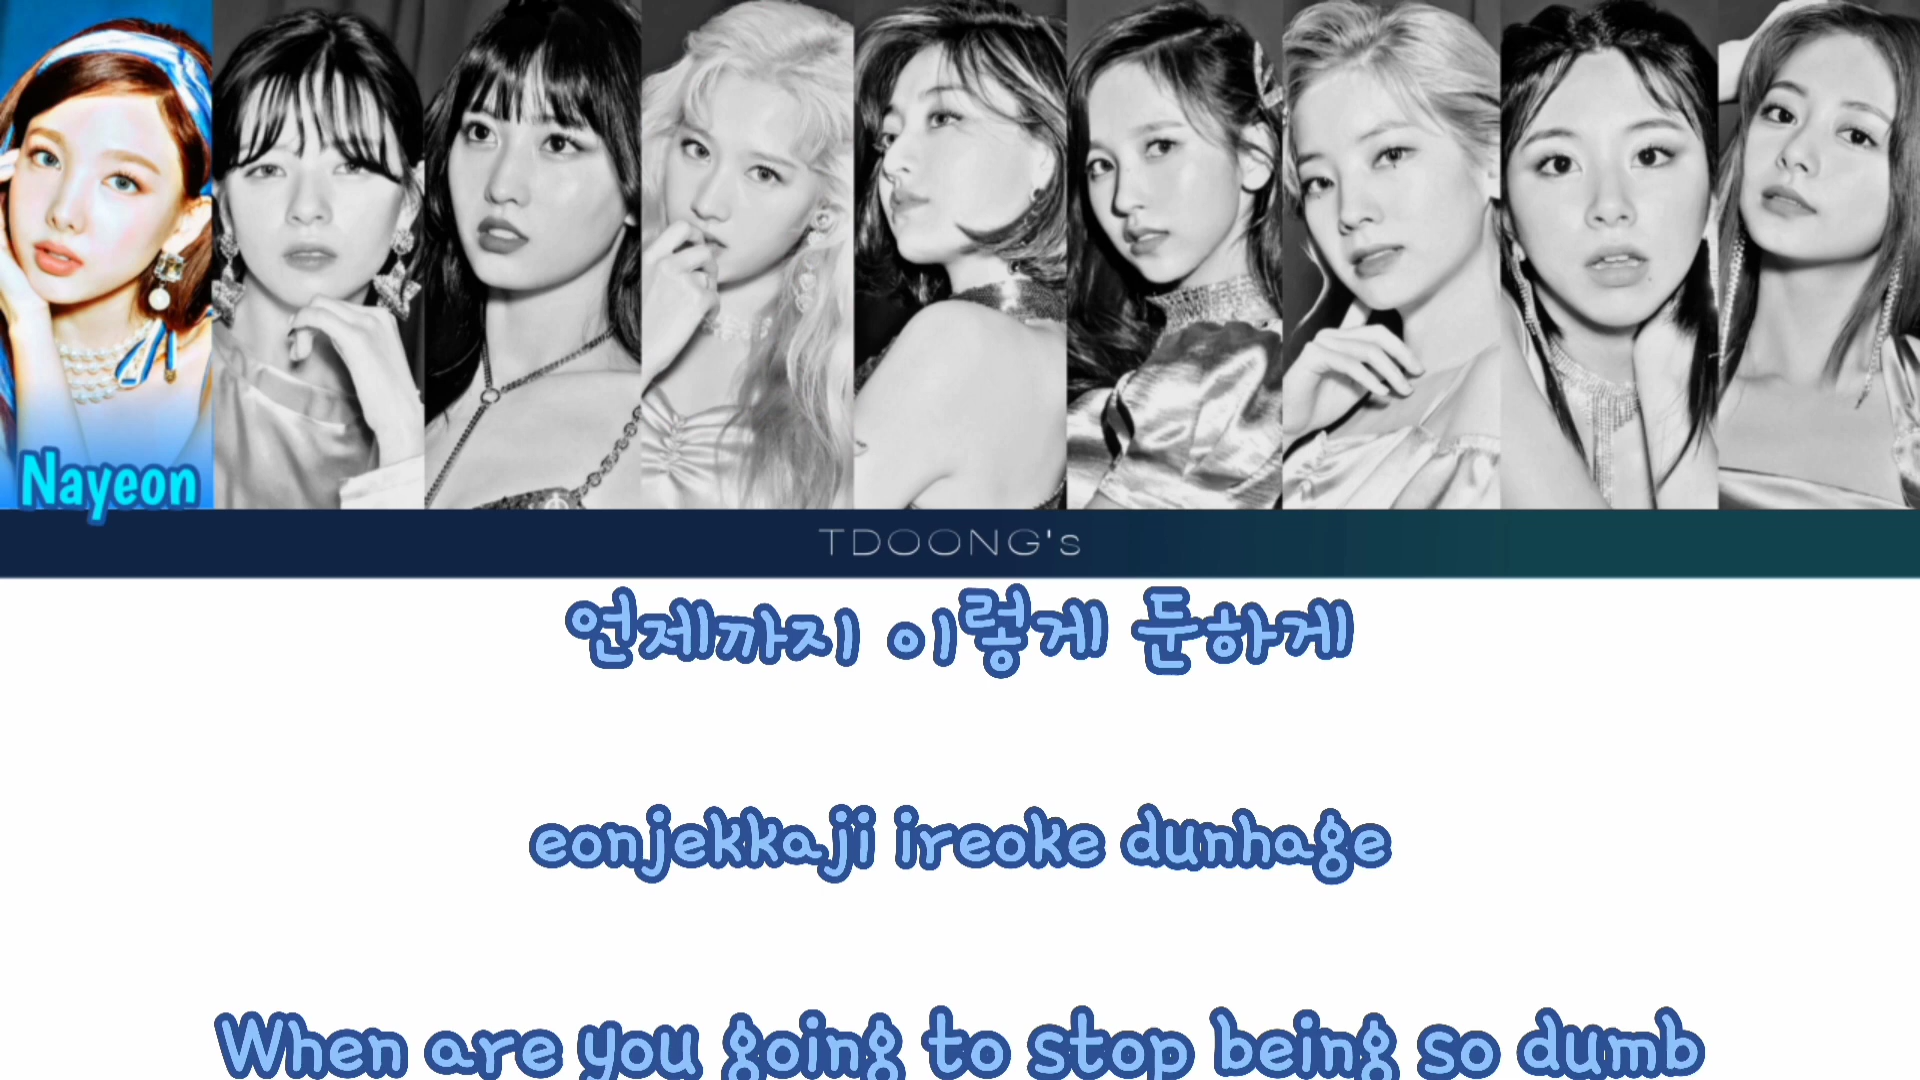 Nayeon
TDOONG's
언제까지 이렇게 둔하게
eonjekkaji ireoke dunhage
When are you going to stop being so dumb